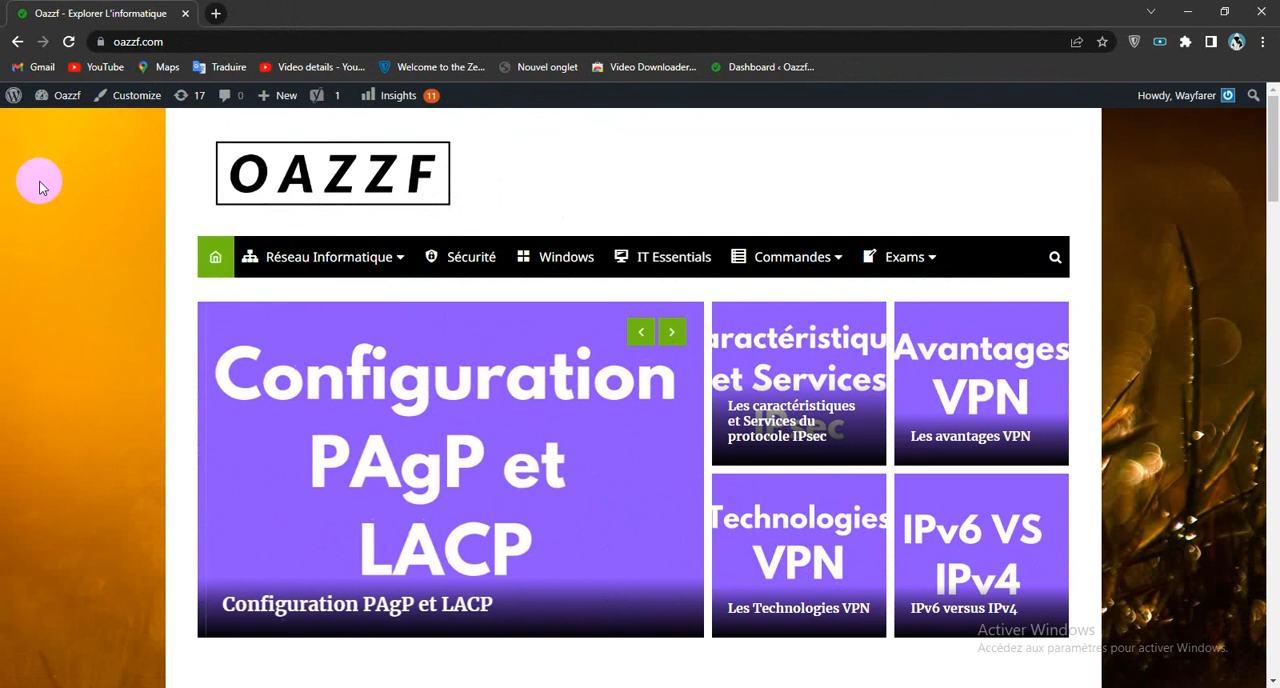 Oazzf - Explorer L'informatique
oazzf.com
Gmail YouTube Maps Traduire Video details - You... Welcome to the Ze... Nouvel onglet Video Downloader... Dashboard ‹ Oazzf...
Oazzf Customize 17 0 New 1 Insights 11 Howdy, Wayfarer
OAZZF
Réseau Informatique Sécurité Windows IT Essentials Commandes Exams
Configuration
PAgP et
LACP
Configuration PAgP et LACP
aractéristiqu
et Services
IPsec
Les caractéristiques
et Services du
protocole IPsec
Avantages
VPN
Les avantages VPN
Technologies
VPN
Les Technologies VPN
IPv6 VS
IPv4
IPv6 versus IPv4
Activer Windows
Accédez aux paramètres pour activer Windows.